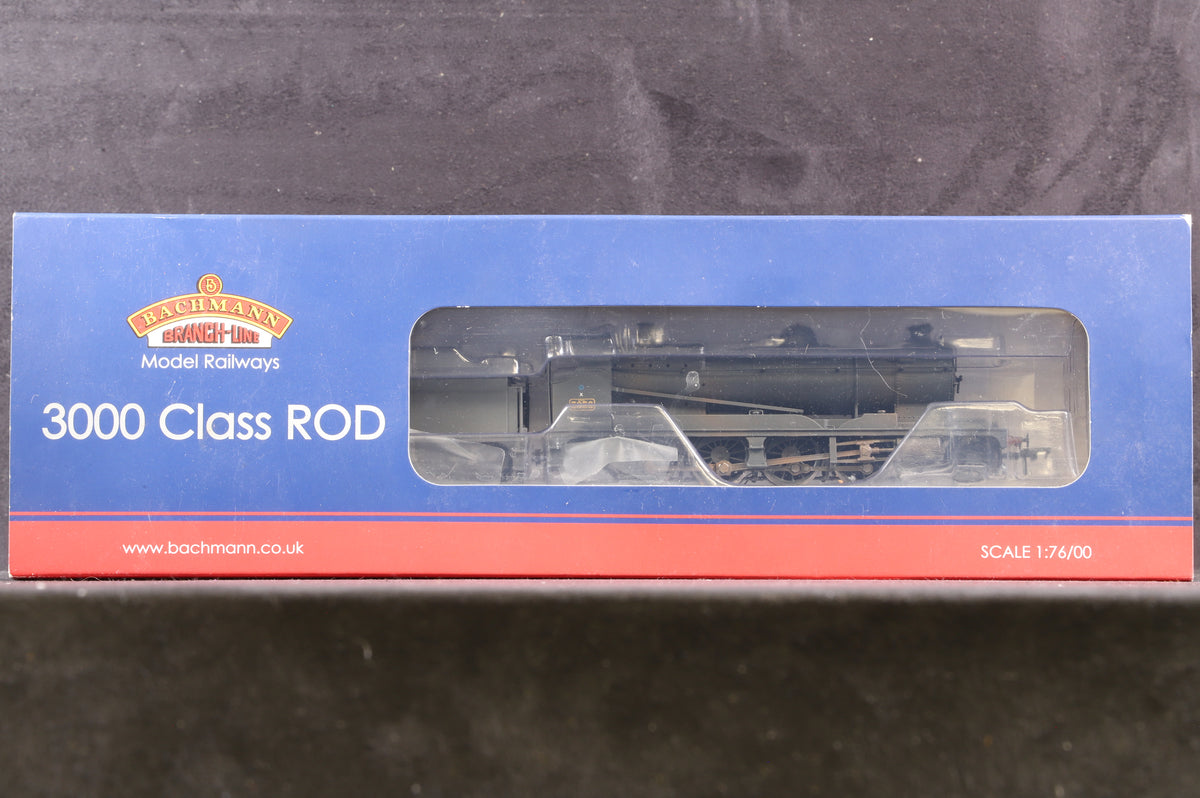 BACHMANN
BRANCH-LINE
Model Railways
3000 Class ROD
www.bachmann.co.uk
SCALE 1:76/00